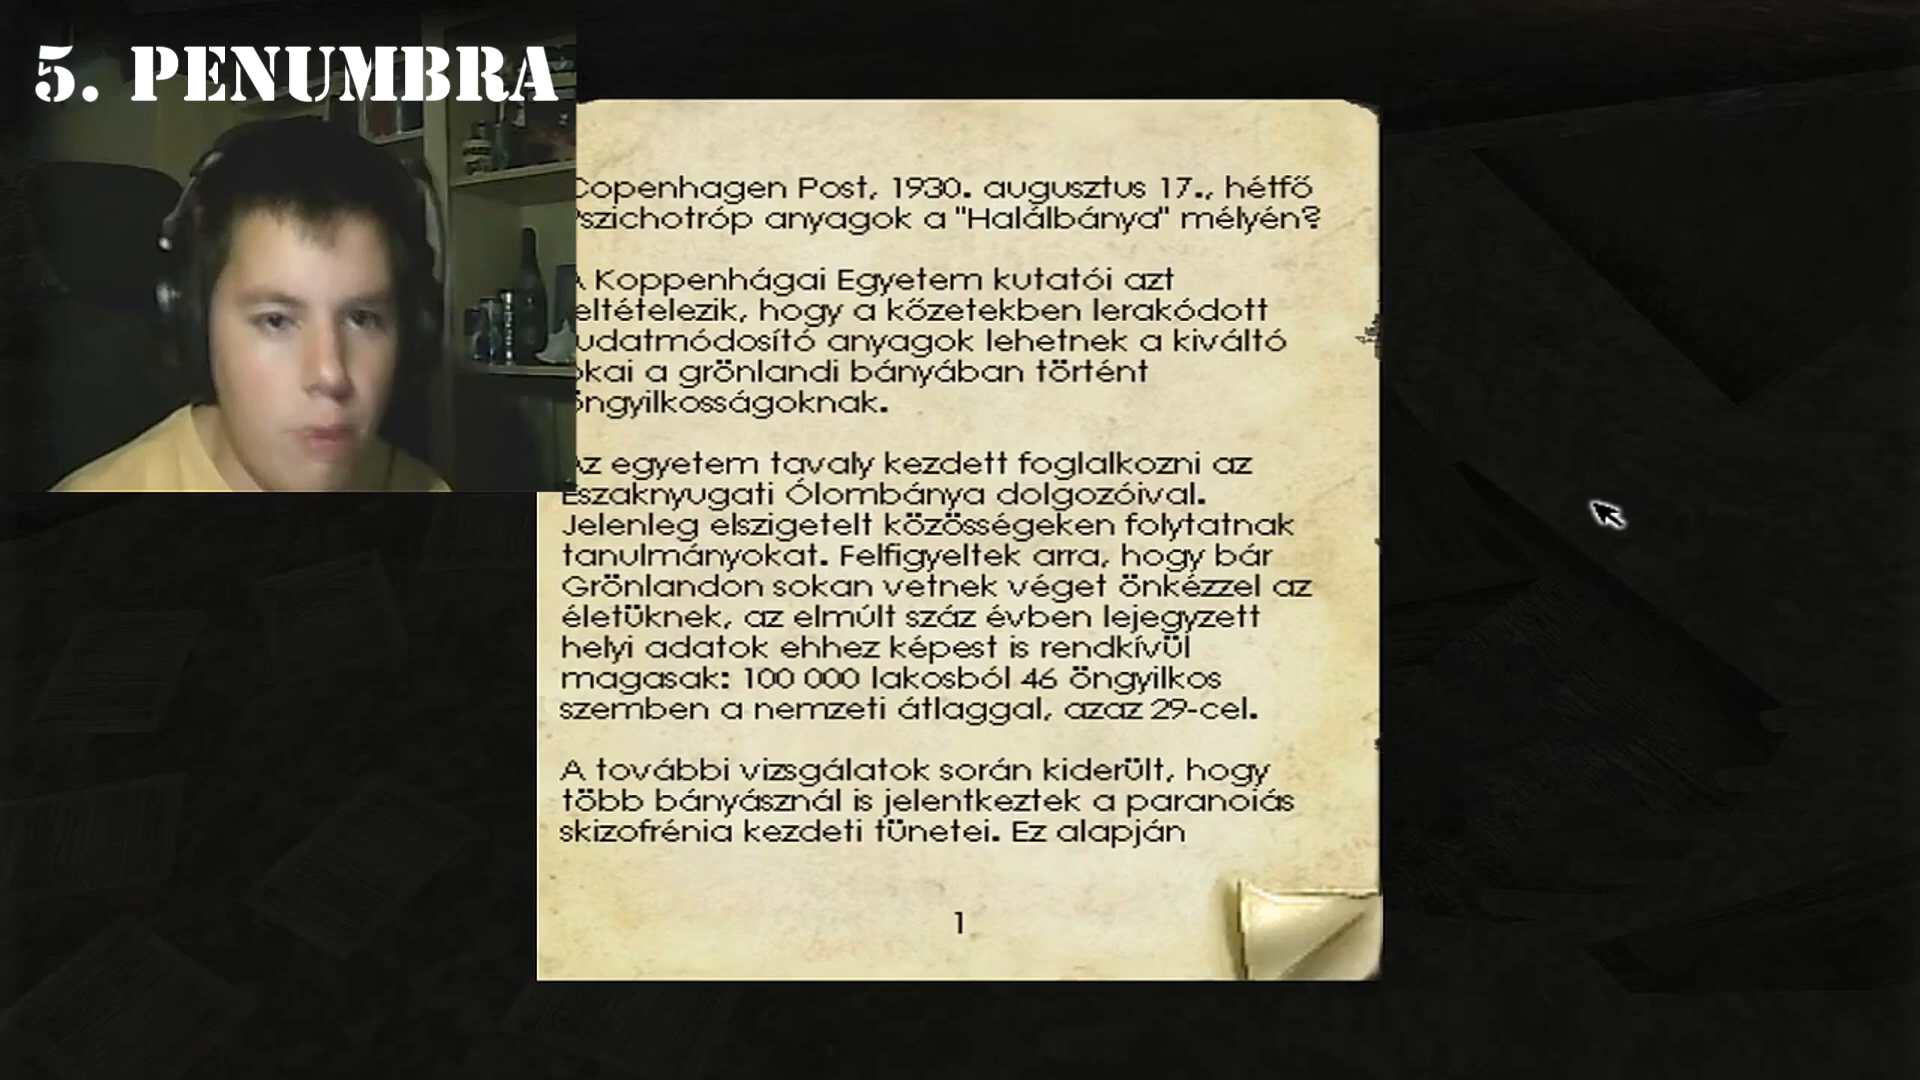 5. PENUMBRA
Copenhagen Post, 1930. augusztus 17., hétfő
Pszichotróp anyagok a "Halálbánya" mélyén?
A Koppenhágai Egyetem kutatói azt
feltételezik, hogy a kőzetekben lerakódott
tudatmódosító anyagok lehetnek a kiváltó
okai a grönlandi bányában történt
öngyilkosságoknak.
Az egyetem tavaly kezdett foglalkozni az
Északnyugati Ólombánya dolgozóival.
Jelenleg elszigetelt közösségeken folytatnak
tanulmányokat. Felfigyeltek arra, hogy bár
Grönlandon sokan vetnek véget önkézzel az
életüknek, az elmúlt száz évben lejegyzett
helyi adatok ehhez képest is rendkívül
magasak: 100 000 lakosból 46 öngyilkos
szemben a nemzeti átlaggal, azaz 29-cel.
A további vizsgálatok során kiderült, hogy
több bányásznál is jelentkeztek a paranoiás
skizofrénia kezdeti tünetei. Ez alapján
1